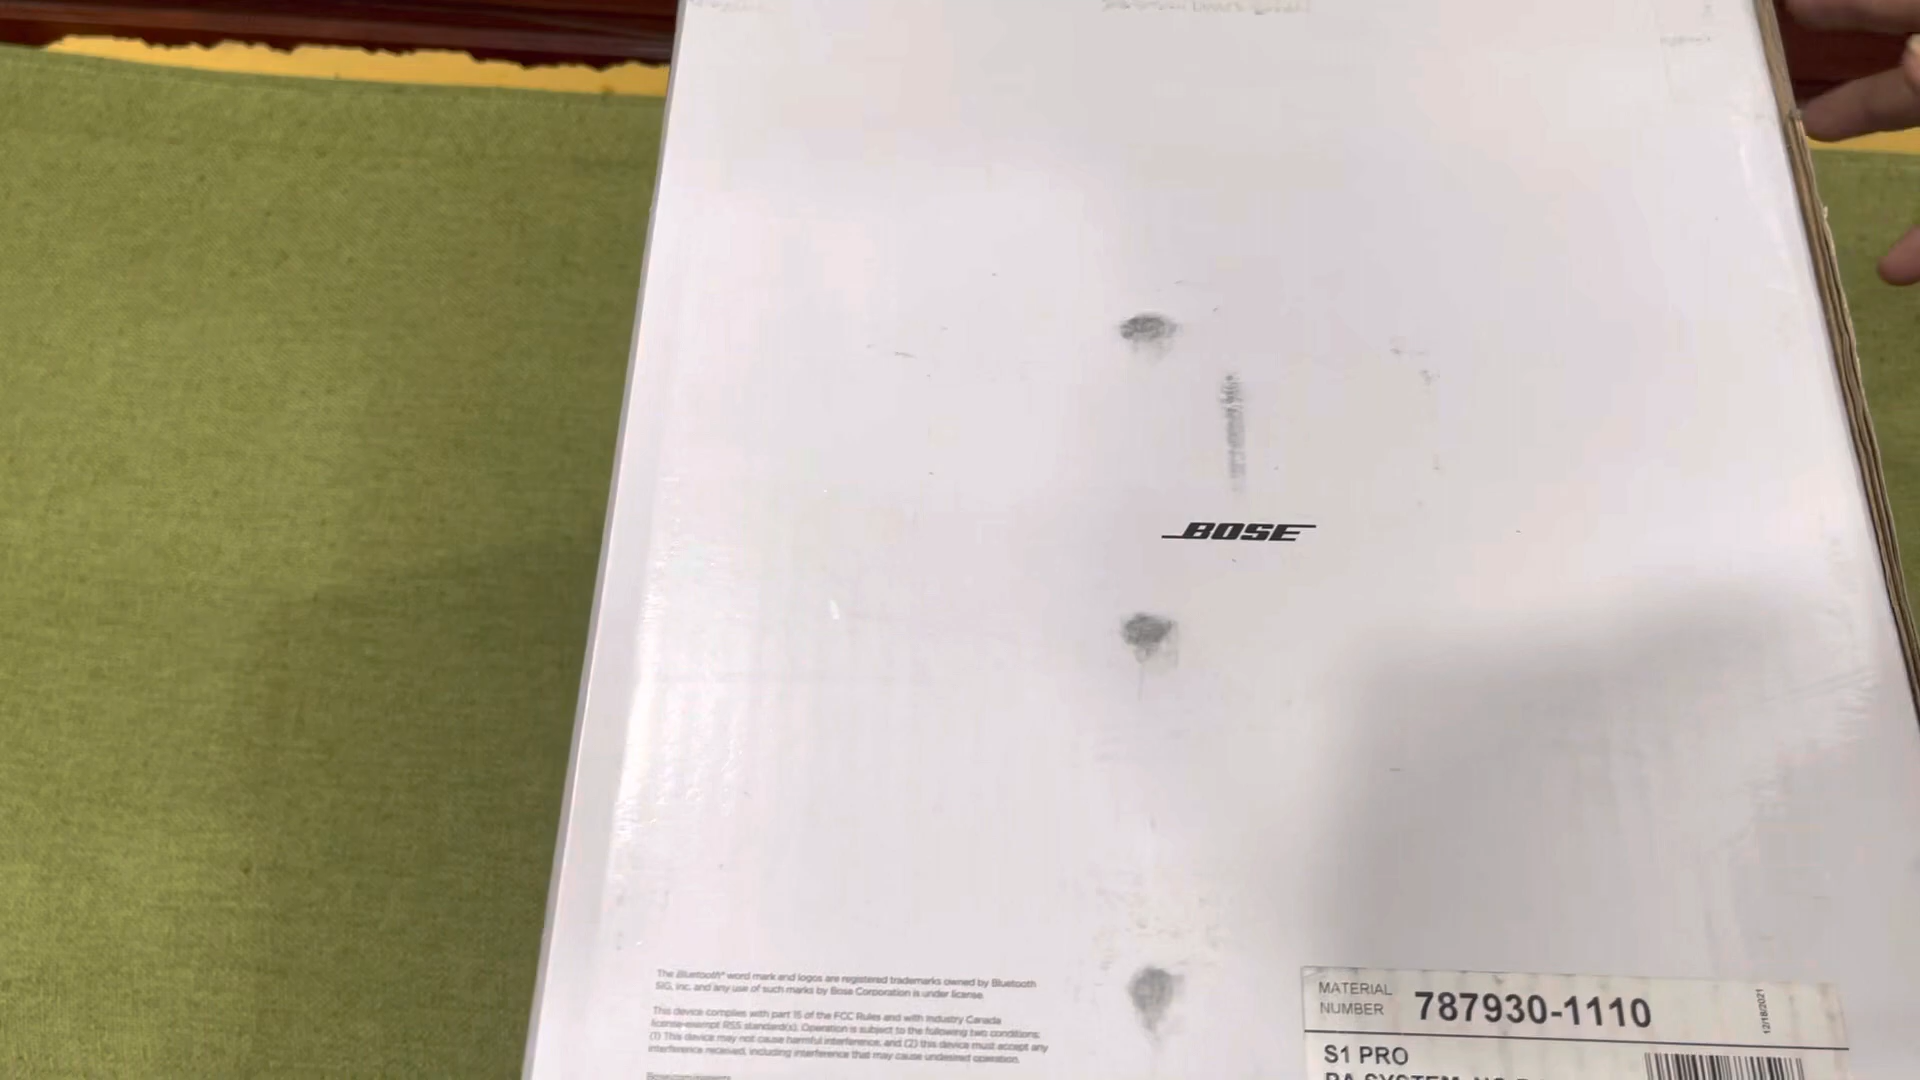 BOSE
The Bluetooth® word mark and logos are registered trademarks owned by Bluetooth
SIG, Inc. and any use of such marks by Bose Corporation is under license.
This device complies with part 15 of the FCC Rules and with Industry Canada
license-exempt RSS standard(s). Operation is subject to the following two conditions:
(1) This device may not cause harmful interference, and (2) this device must accept any
interference received, including interference that may cause undesired operation.
MATERIAL
NUMBER 787930-1110
12/18/2021
S1 PRO
PA SYSTEM